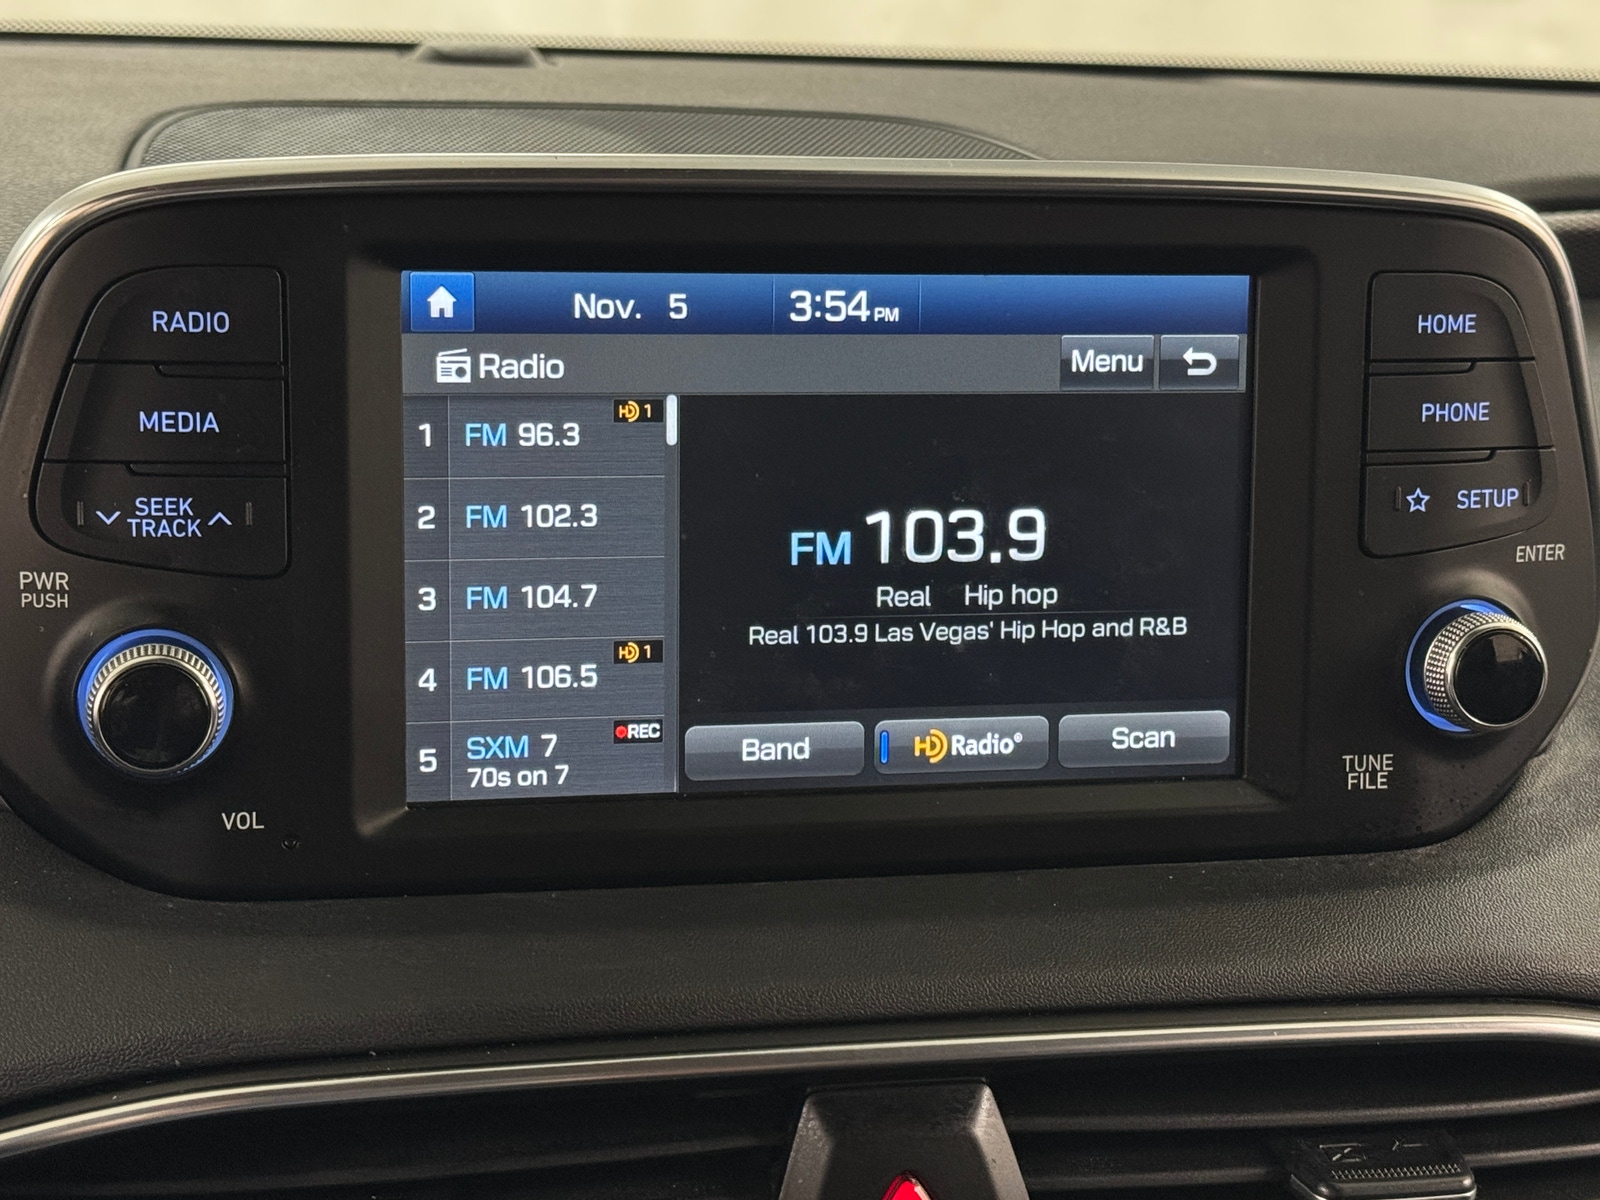 Nov. 5 3:54 PM
Radio
Menu
1 FM 96.3 HD 1
2 FM 102.3
3 FM 104.7
4 FM 106.5 HD 1
5 SXM 7 REC
70s on 7
FM 103.9
Real Hip hop
Real 103.9 Las Vegas' Hip Hop and R&B
Band
HD Radio®
Scan
RADIO
MEDIA
SEEK
TRACK
PWR
PUSH
VOL
HOME
PHONE
SETUP
ENTER
TUNE
FILE